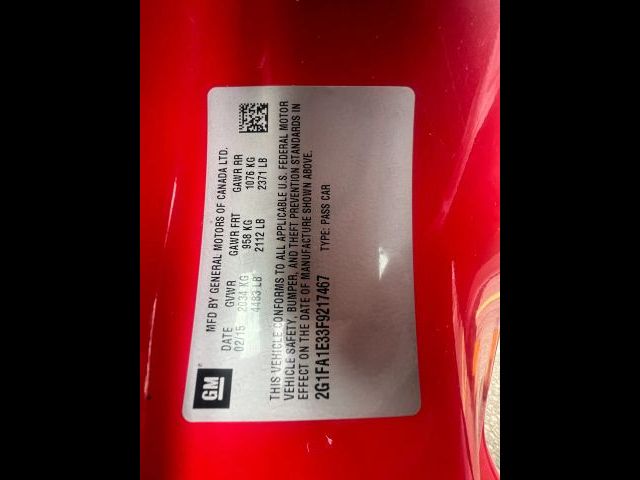 GM
MFD BY GENERAL MOTORS OF CANADA LTD.
DATE GVWR GAWR FRT GAWR RR
02/15 2034 KG 958 KG 1076 KG
4483 LB 2112 LB 2371 LB
THIS VEHICLE CONFORMS TO ALL APPLICABLE U.S. FEDERAL MOTOR
VEHICLE SAFETY, BUMPER, AND THEFT PREVENTION STANDARDS IN
EFFECT ON THE DATE OF MANUFACTURE SHOWN ABOVE.
2G1FA1E33F9217467 TYPE: PASS CAR